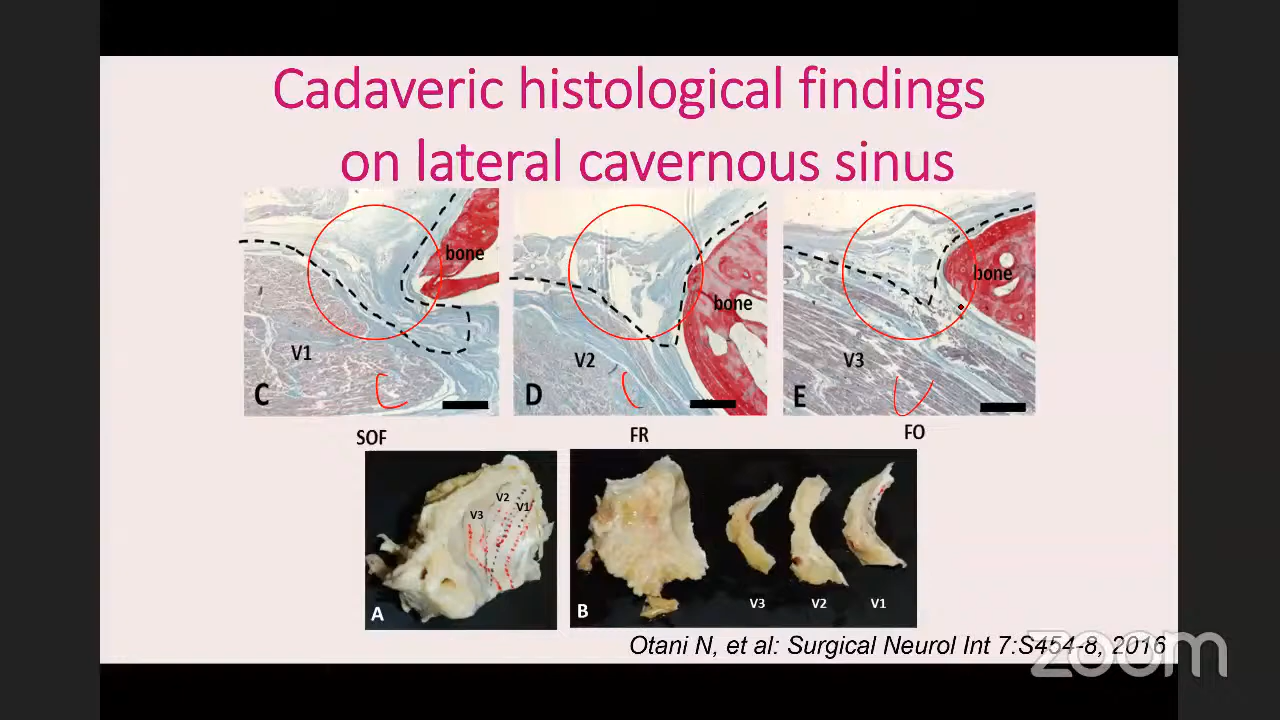 Cadaveric histological findings
on lateral cavernous sinus
bone
V1
C
bone
V2
D
bone
V3
E
SOF
FR
FO
V2
V3
V1
A
B
V3
V2
V1
Otani N, et al: Surgical Neurol Int 7:S454-8, 2016
zoom